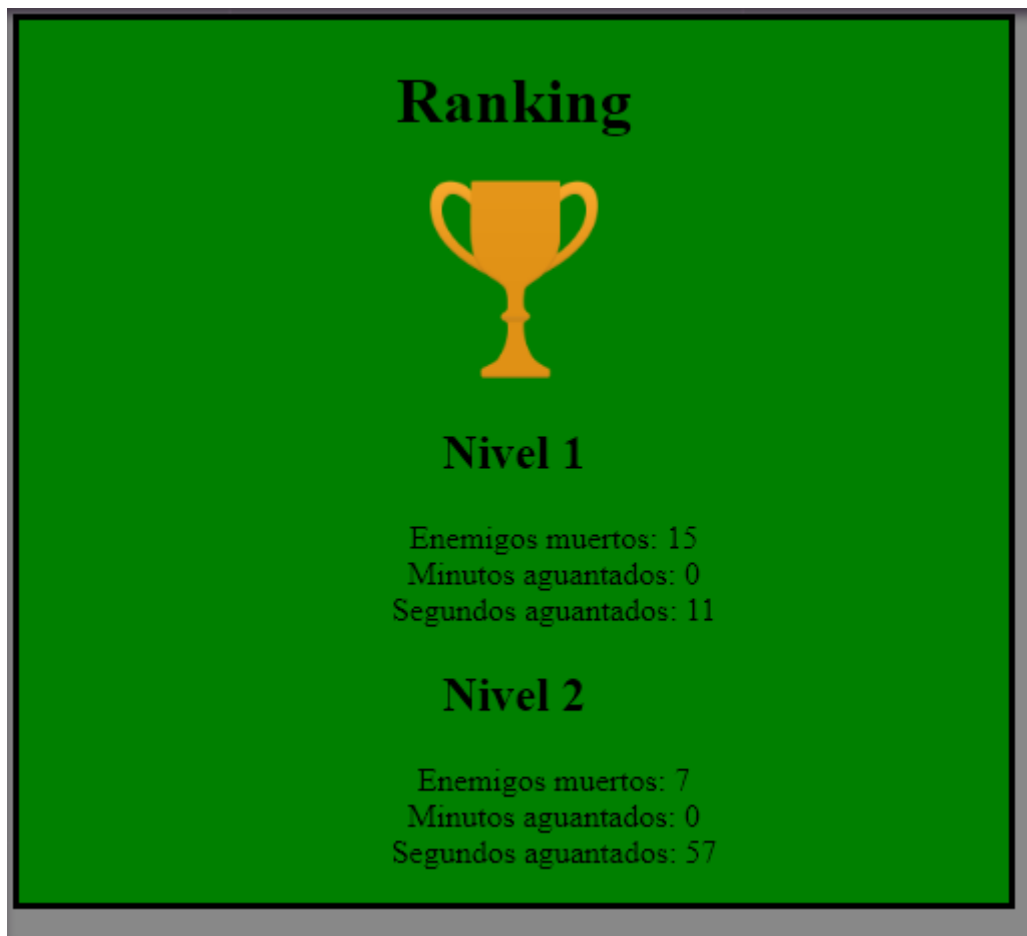 Ranking
Nivel 1
Enemigos muertos: 15
Minutos aguantados: 0
Segundos aguantados: 11
Nivel 2
Enemigos muertos: 7
Minutos aguantados: 0
Segundos aguantados: 57